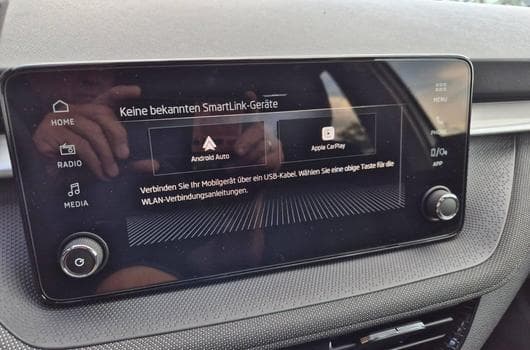 Keine bekannten SmartLink-Geräte
HOME
RADIO
MEDIA
Android Auto
Apple CarPlay
MENU
PHONE
APP
Verbinden Sie Ihr Mobilgerät über ein USB-Kabel. Wählen Sie eine obige Taste für die
WLAN-Verbindungsanleitungen.